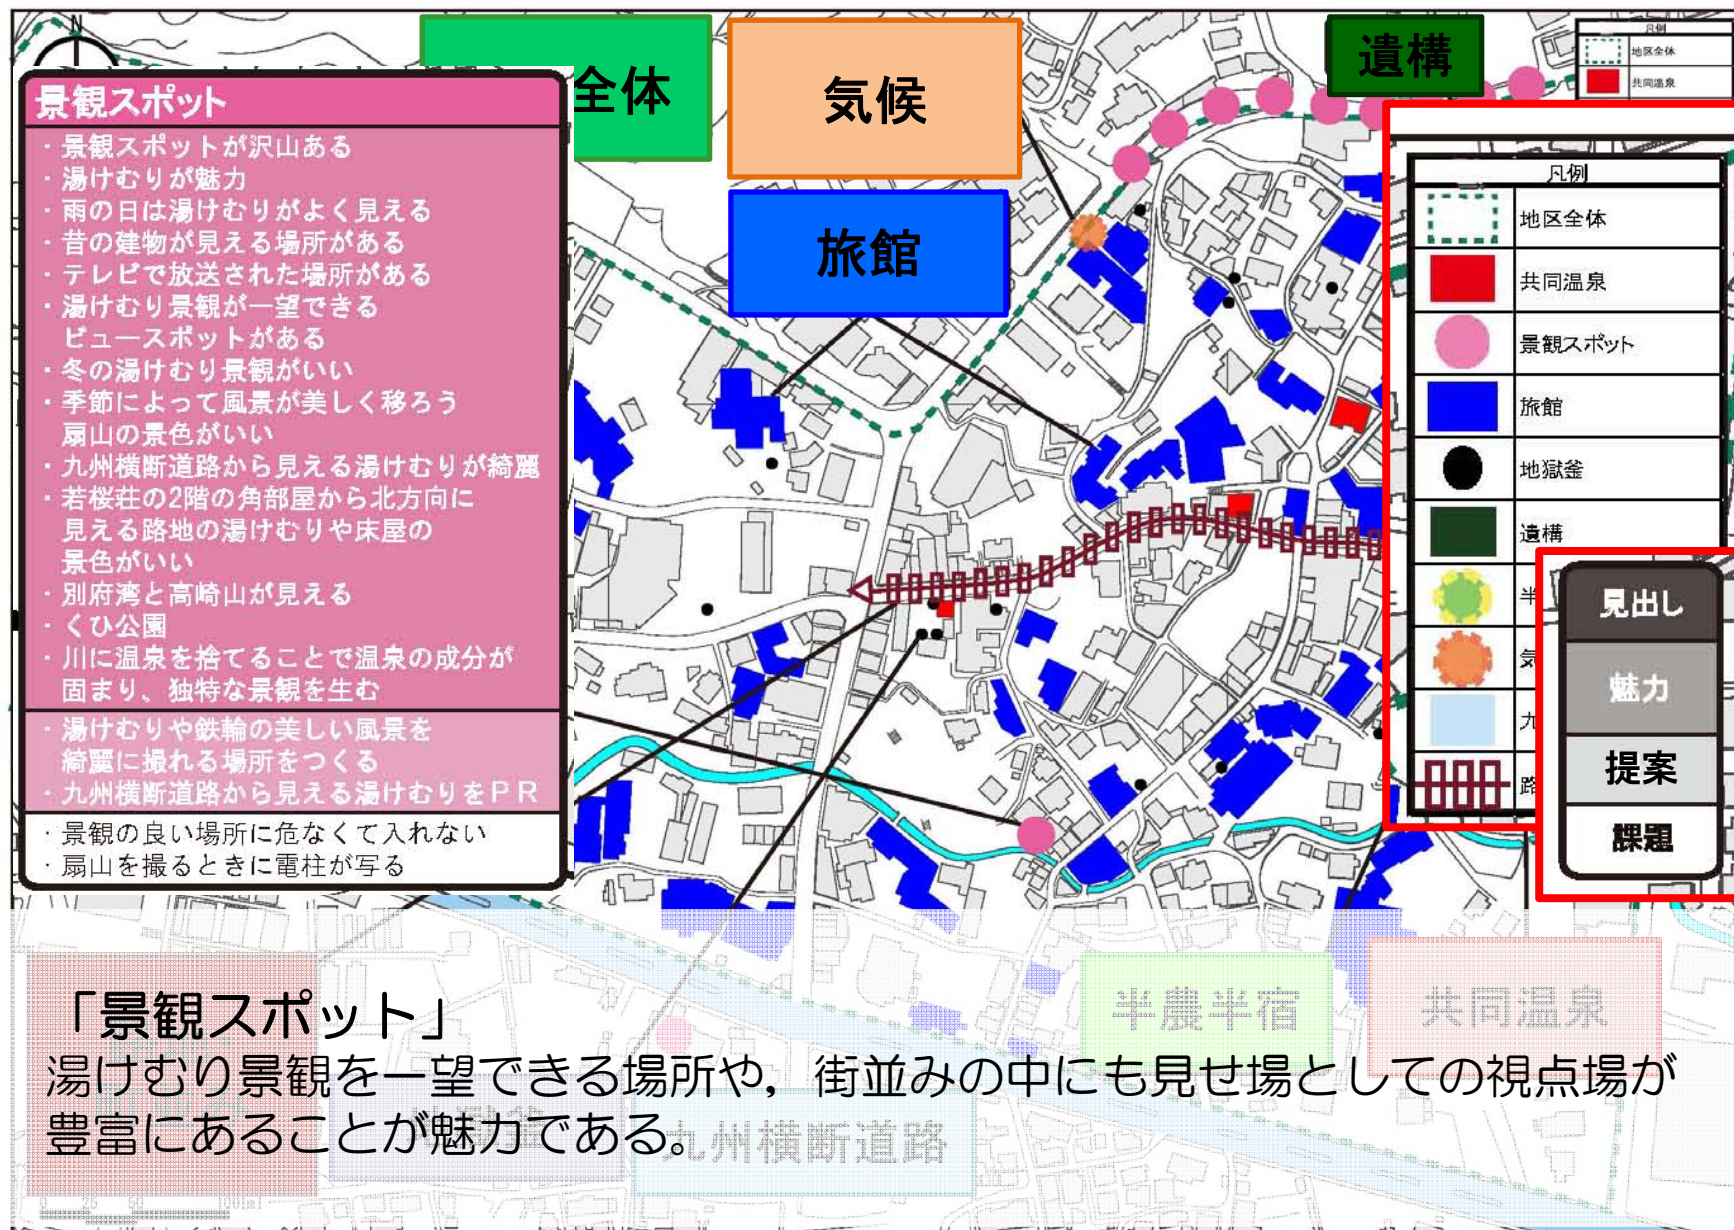 N
全体
気候
遺構
旅館
凡例
地区全体
共同温泉
景観スポット
・景観スポットが沢山ある
・湯けむりが魅力
・雨の日は湯けむりがよく見える
・昔の建物が見える場所がある
・テレビで放送された場所がある
・湯けむり景観が一望できる
ビュースポットがある
・冬の湯けむり景観がいい
・季節によって風景が美しく移ろう
扇山の景色がいい
・九州横断道路から見える湯けむりが綺麗
・若桜荘の2階の角部屋から北方向に
見える路地の湯けむりや床屋の
景色がいい
・別府湾と高崎山が見える
・くひ公園
・川に温泉を捨てることで温泉の成分が
固まり、独特な景観を生む
・湯けむりや鉄輪の美しい風景を
綺麗に撮れる場所をつくる
・九州横断道路から見える湯けむりをＰＲ
・景観の良い場所に危なくて入れない
・扇山を撮るときに電柱が写る
凡例
地区全体
共同温泉
景観スポット
旅館
地獄釜
遺構
半
気
九
路
見出し
魅力
提案
課題
半農半宿
共同温泉
「景観スポット」
湯けむり景観を一望できる場所や，街並みの中にも見せ場としての視点場が
豊富にあることが魅力である。
九州横断道路
0 25 50 100m